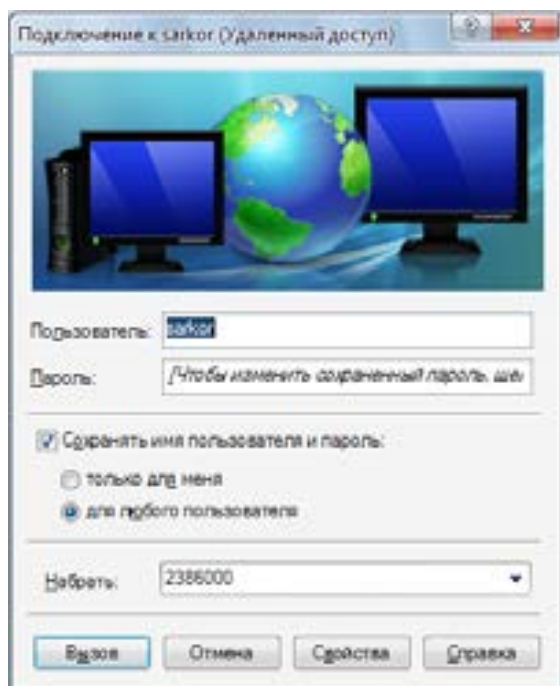 Подключение к sarkor (Удаленный доступ)
Пользователь: sarkor
Пароль: [Чтобы изменить сохраненный пароль, ще
Сохранять имя пользователя и пароль:
только для меня
для любого пользователя
Набрать: 2386000
Вызов Отмена Свойства Справка